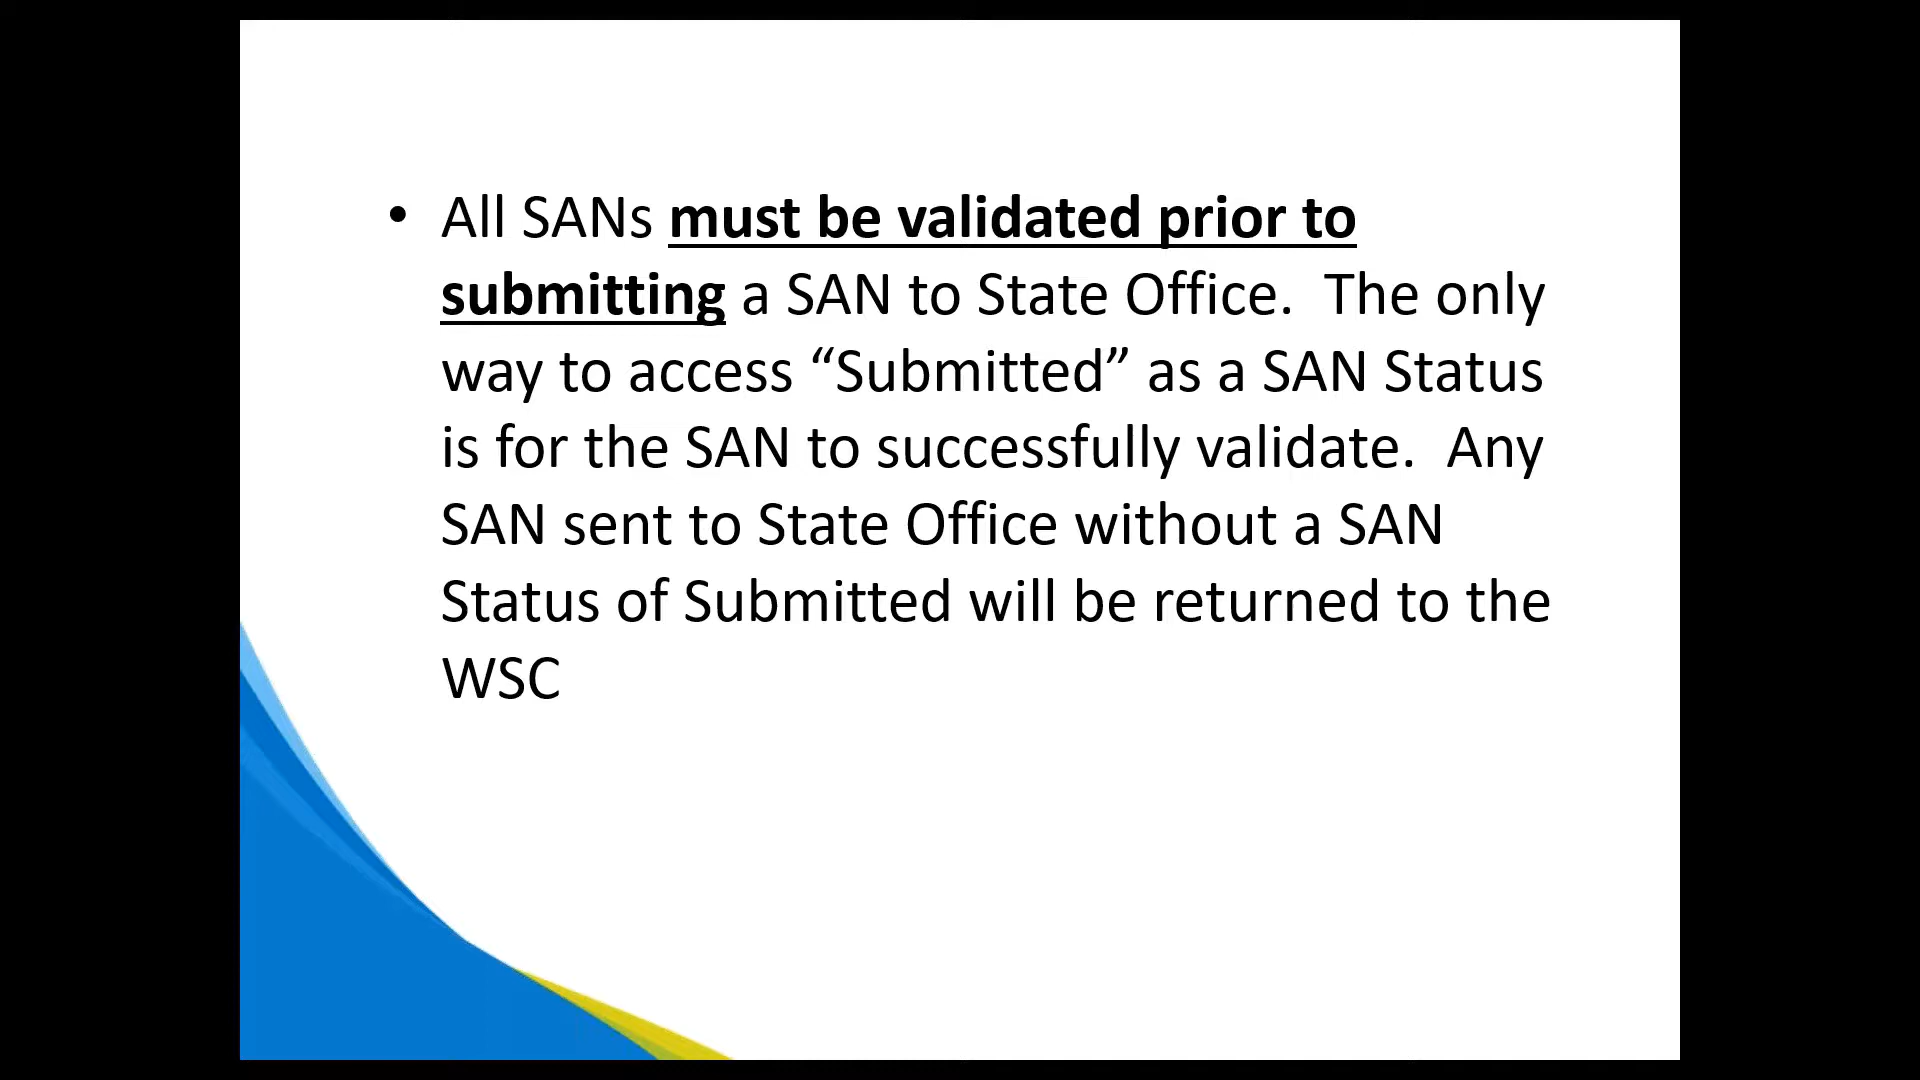 • All SANs must be validated prior to
submitting a SAN to State Office.  The only
way to access “Submitted” as a SAN Status
is for the SAN to successfully validate.  Any
SAN sent to State Office without a SAN
Status of Submitted will be returned to the
WSC